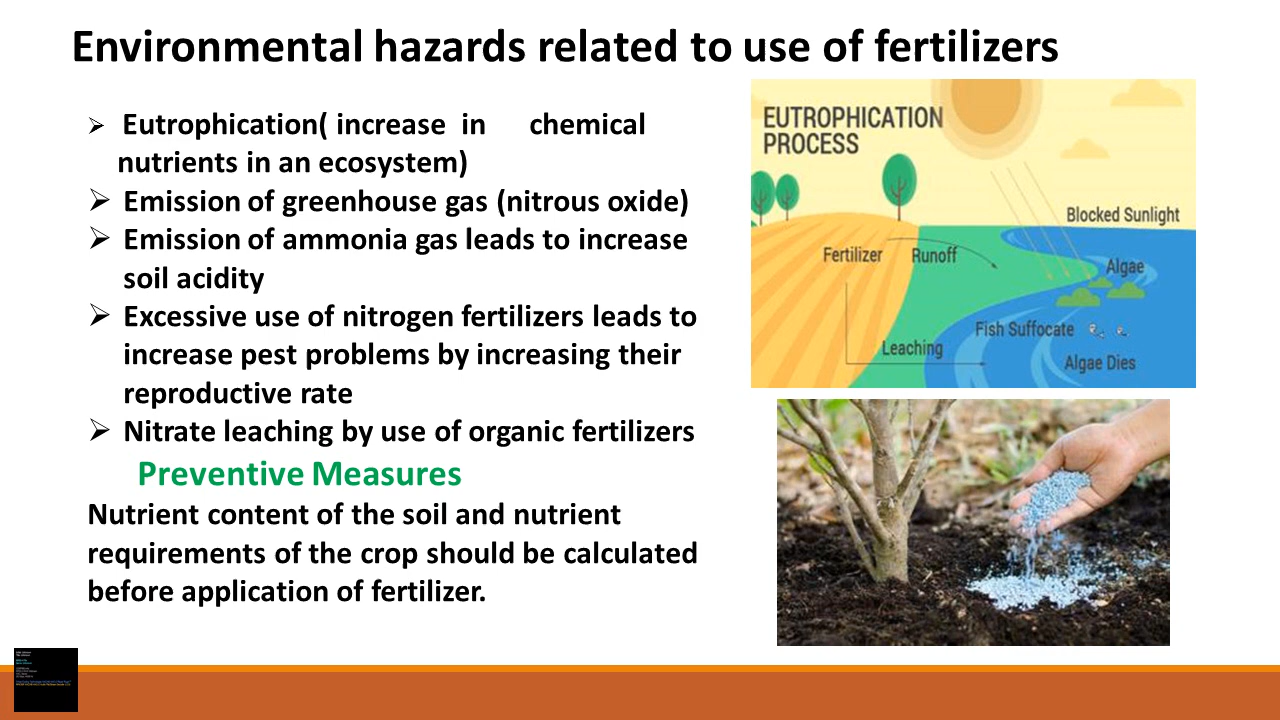 Environmental hazards related to use of fertilizers
➢ Eutrophication( increase in chemical
nutrients in an ecosystem)
➢ Emission of greenhouse gas (nitrous oxide)
➢ Emission of ammonia gas leads to increase
soil acidity
➢ Excessive use of nitrogen fertilizers leads to
increase pest problems by increasing their
reproductive rate
➢ Nitrate leaching by use of organic fertilizers
Preventive Measures
Nutrient content of the soil and nutrient
requirements of the crop should be calculated
before application of fertilizer.
EUTROPHICATION
PROCESS
Blocked Sunlight
Fertilizer
Runoff
Algae
Fish Suffocate
Leaching
Algae Dies